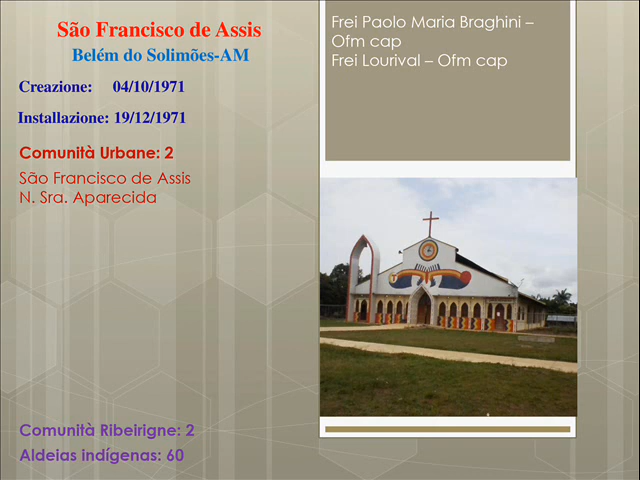 São Francisco de Assis
Belém do Solimões-AM
Creazione: 04/10/1971
Installazione: 19/12/1971
Comunità Urbane: 2
São Francisco de Assis
N. Sra. Aparecida
Comunità Ribeirigne: 2
Aldeias indígenas: 60
Frei Paolo Maria Braghini –
Ofm cap
Frei Lourival – Ofm cap